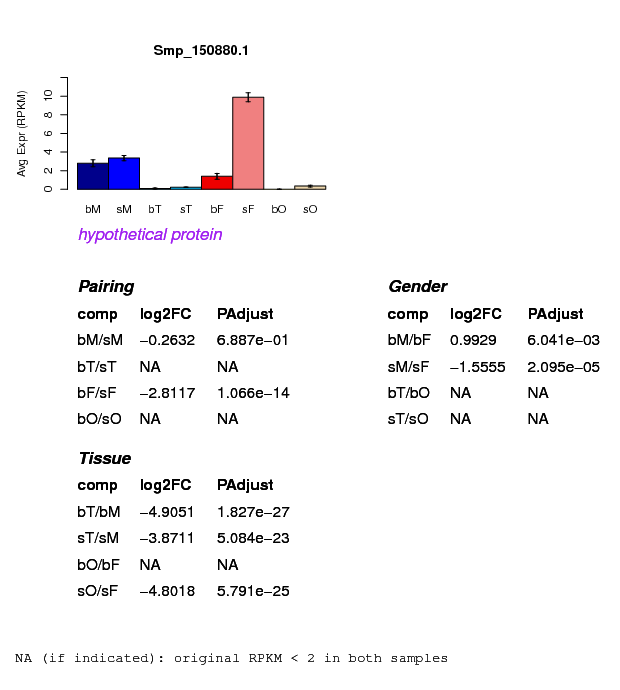 Smp_150880.1
Avg Expr (RPKM)
0 2 4 6 8 10
bM sM bT sT bF sF bO sO
hypothetical protein
Pairing
comp log2FC PAdjust
bM/sM −0.2632 6.887e−01
bT/sT NA NA
bF/sF −2.8117 1.066e−14
bO/sO NA NA
Gender
comp log2FC PAdjust
bM/bF 0.9929 6.041e−03
sM/sF −1.5555 2.095e−05
bT/bO NA NA
sT/sO NA NA
Tissue
comp log2FC PAdjust
bT/bM −4.9051 1.827e−27
sT/sM −3.8711 5.084e−23
bO/bF NA NA
sO/sF −4.8018 5.791e−25
NA (if indicated): original RPKM < 2 in both samples